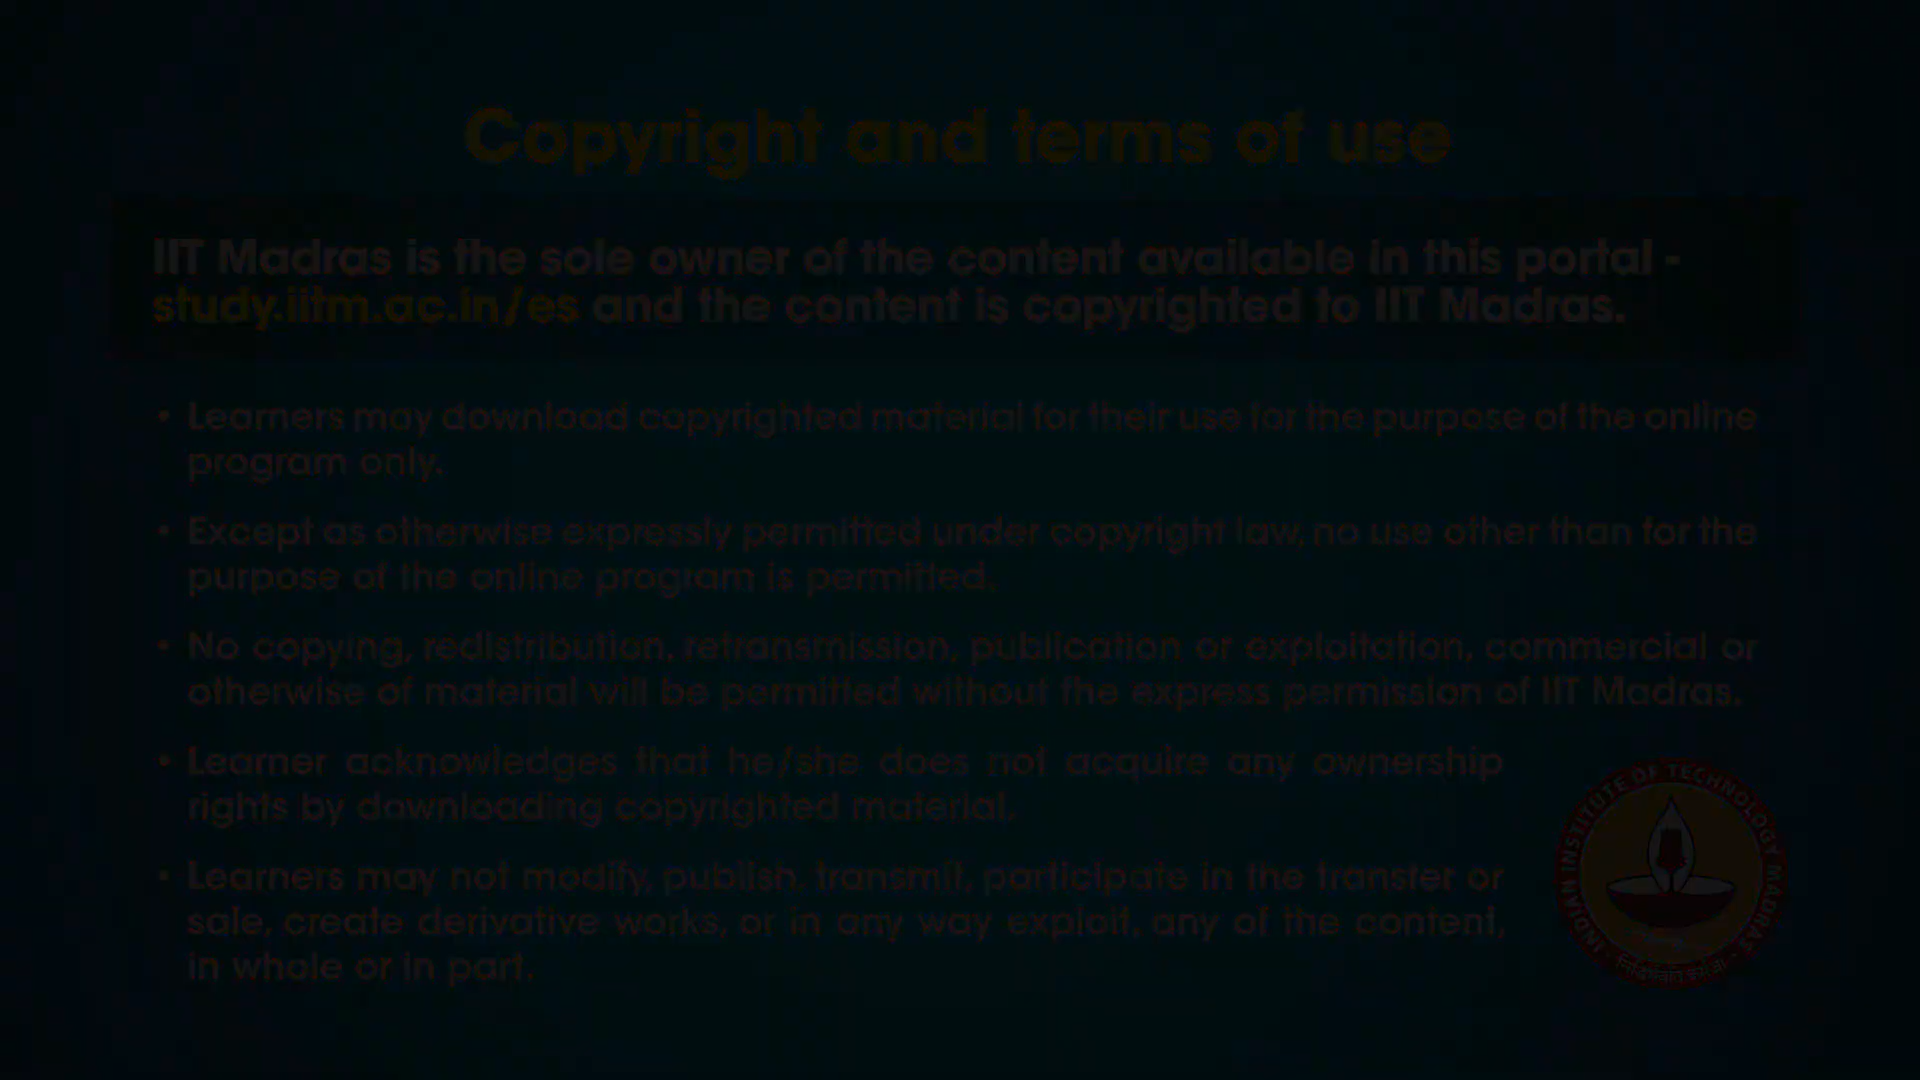 Copyright and terms of use
IIT Madras is the sole owner of the content available in this portal -
study.iitm.ac.in/es and the content is copyrighted to IIT Madras.
• Learners may download copyrighted material for their use for the purpose of the online
program only.
• Except as otherwise expressly permitted under copyright law, no use other than for the
purpose of the online program is permitted.
• No copying, redistribution, retransmission, publication or exploitation, commercial or
otherwise of material will be permitted without the express permission of IIT Madras.
• Learner acknowledges that he/she does not acquire any ownership
rights by downloading copyrighted material.
• Learners may not modify, publish, transmit, participate in the transfer or
sale, create derivative works, or in any way exploit, any of the content,
in whole or in part.
INDIAN INSTITUTE OF TECHNOLOGY MADRAS